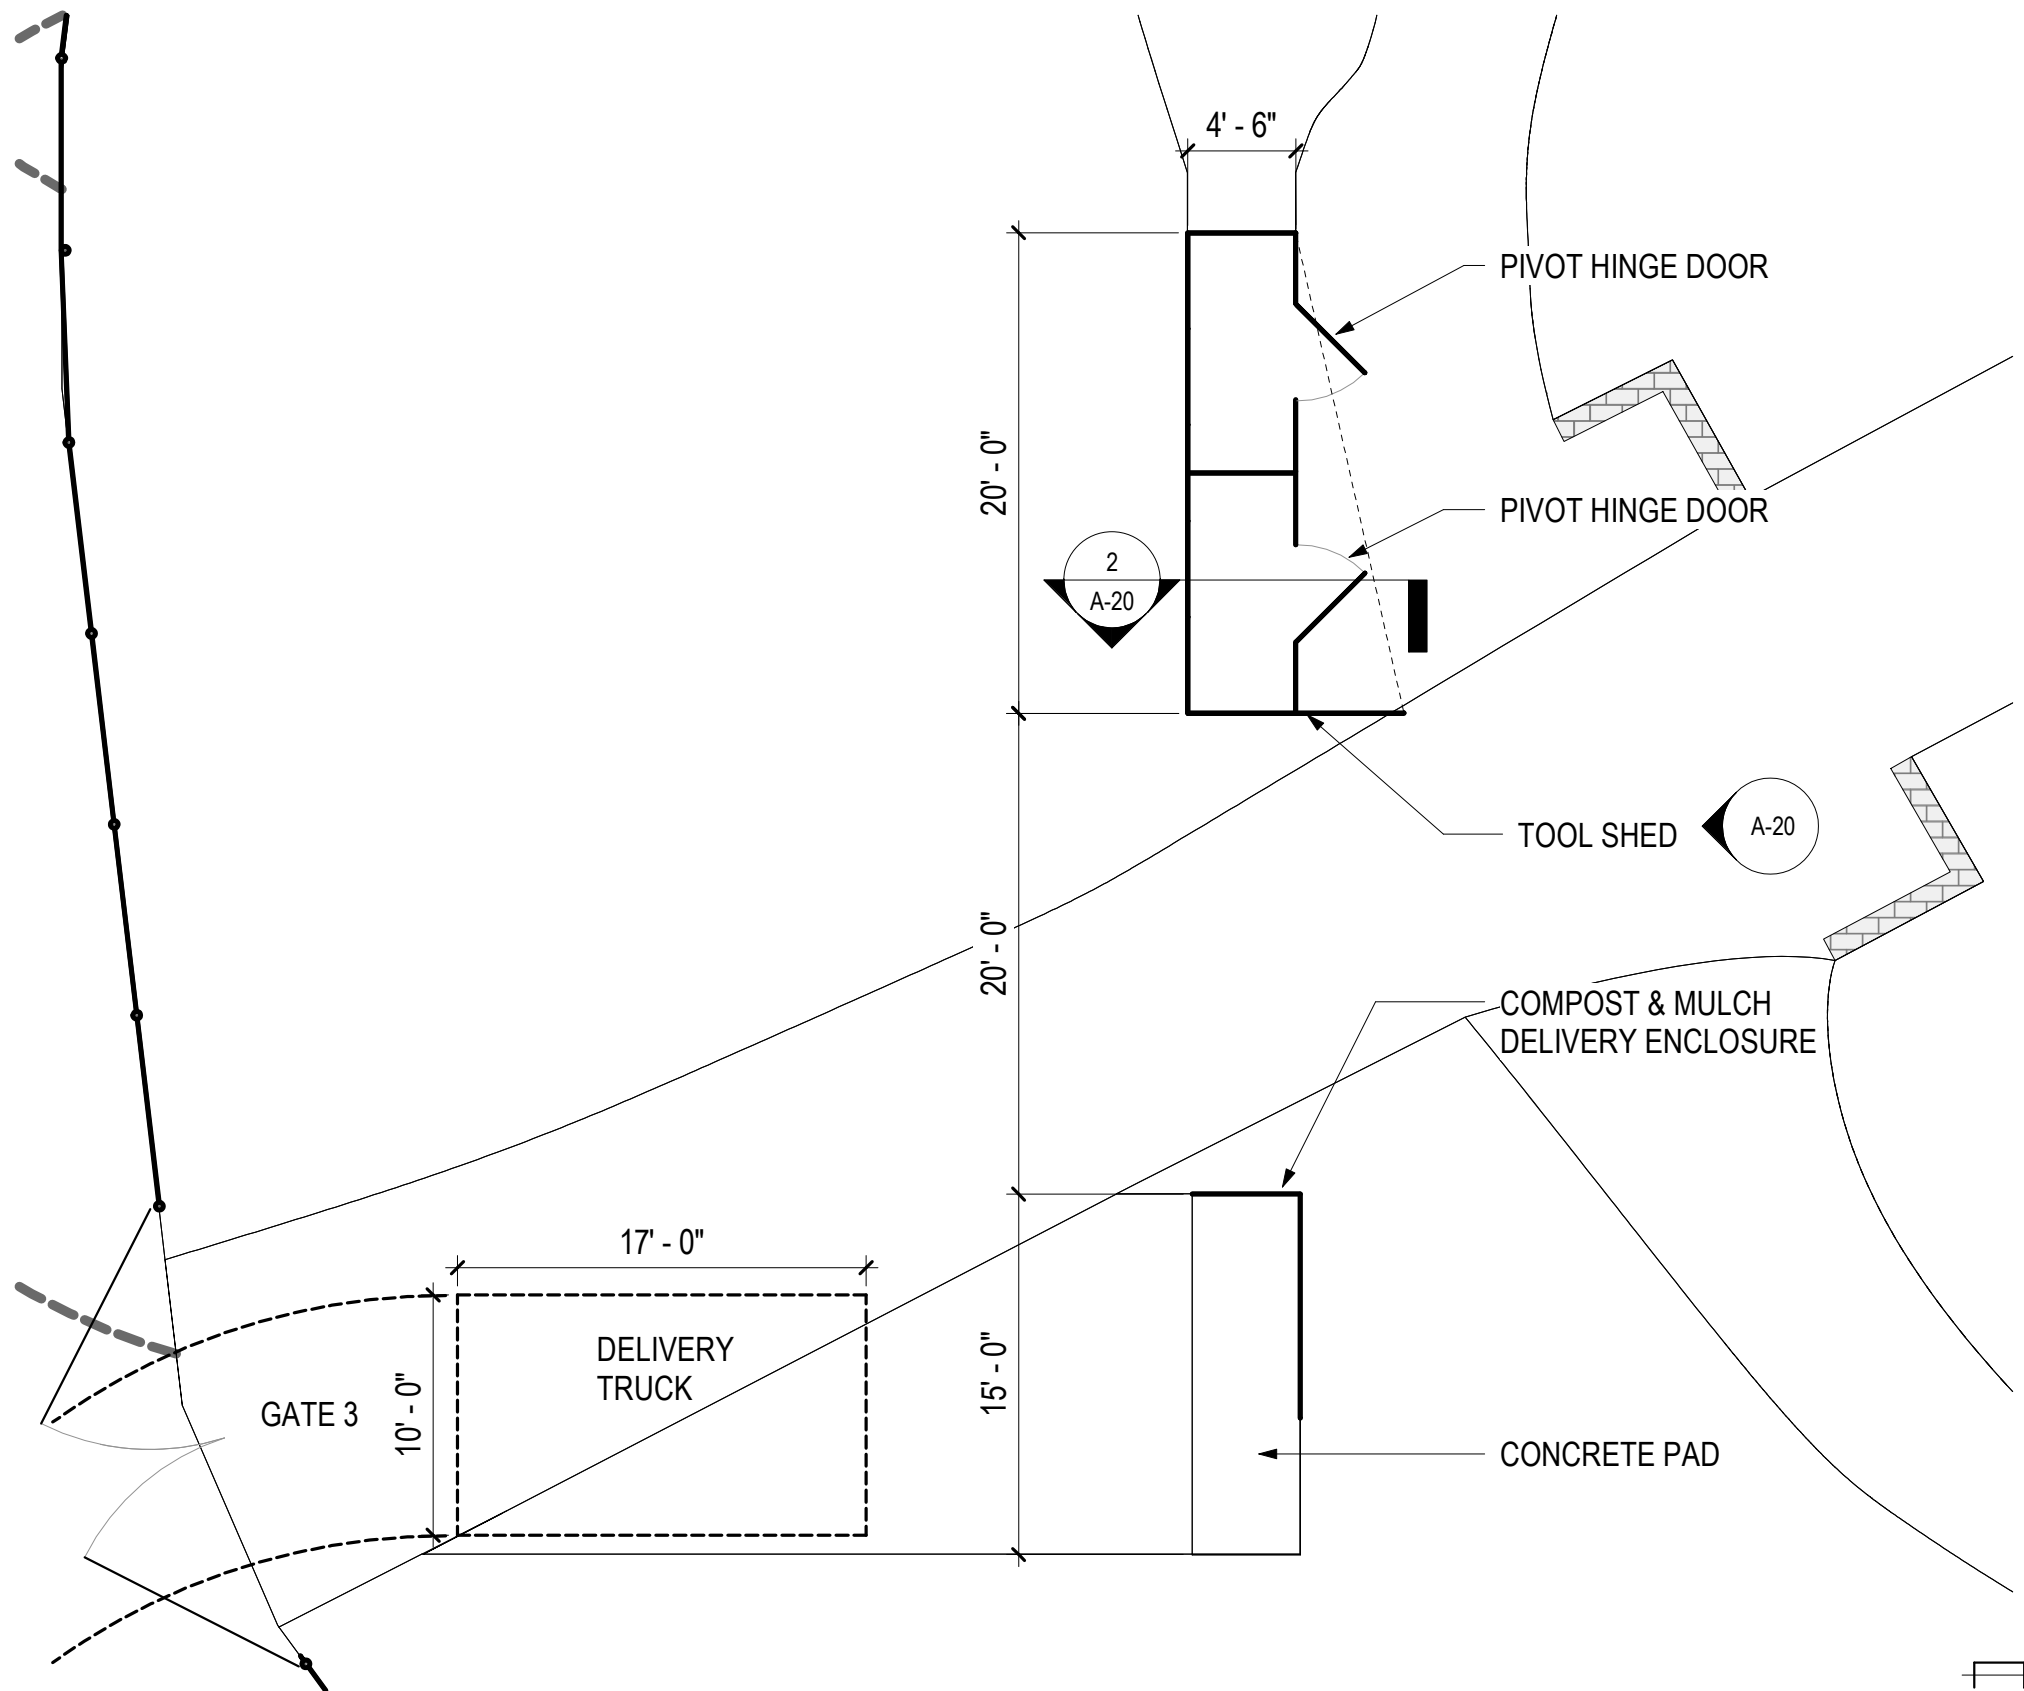 4' - 6"
PIVOT HINGE DOOR
20' - 0"
PIVOT HINGE DOOR
2
A-20
TOOL SHED
A-20
20' - 0"
COMPOST & MULCH
DELIVERY ENCLOSURE
17' - 0"
DELIVERY
TRUCK
15' - 0"
10' - 0"
GATE 3
CONCRETE PAD